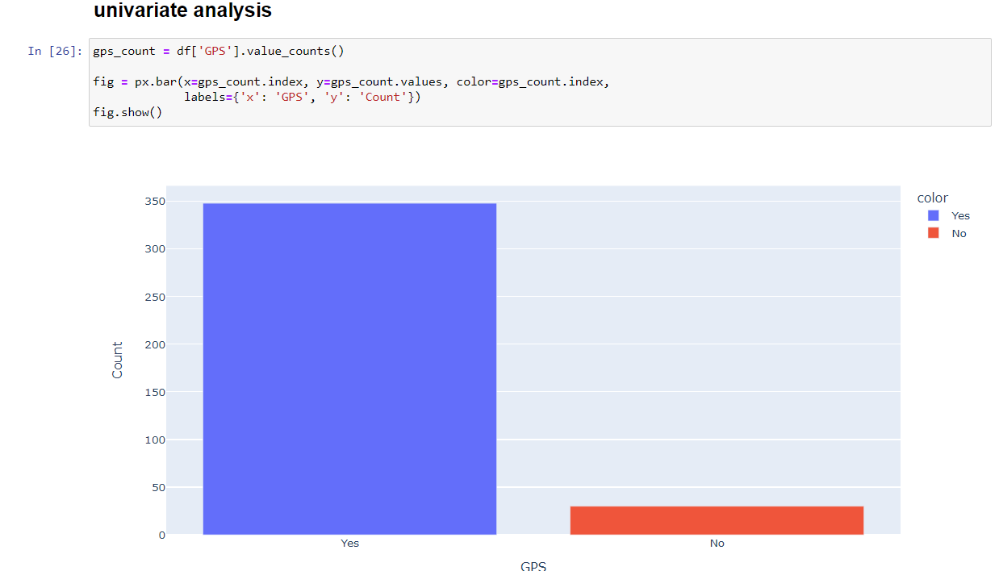 univariate analysis
In [26]:
gps_count = df['GPS'].value_counts()
fig = px.bar(x=gps_count.index, y=gps_count.values, color=gps_count.index,
labels={'x': 'GPS', 'y': 'Count'})
fig.show()
350
300
250
200
150
100
50
0
Count
Yes
No
GPS
color
Yes
No